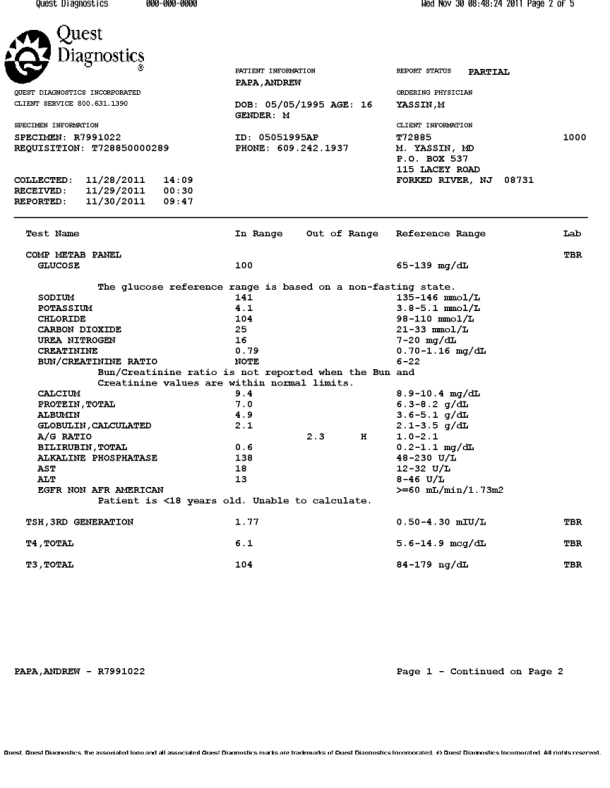 Quest Diagnostics 000-000-0000 Wed Nov 30 08:48:24 2011 Page 2 of 5
Quest
Diagnostics®
QUEST DIAGNOSTICS INCORPORATED
CLIENT SERVICE 800.631.1390
SPECIMEN INFORMATION
SPECIMEN: R7991022
REQUISITION: T728850000289
COLLECTED: 11/28/2011 14:09
RECEIVED: 11/29/2011 00:30
REPORTED: 11/30/2011 09:47
PATIENT INFORMATION
PAPA,ANDREW
DOB: 05/05/1995 AGE: 16
GENDER: M
ID: 05051995AP
PHONE: 609.242.1937
REPORT STATUS PARTIAL
ORDERING PHYSICIAN
YASSIN,M
CLIENT INFORMATION
T72885 1000
M. YASSIN, MD
P.O. BOX 537
115 LACEY ROAD
FORKED RIVER, NJ 08731
Test Name In Range Out of Range Reference Range Lab
COMP METAB PANEL TBR
GLUCOSE 100 65-139 mg/dL
The glucose reference range is based on a non-fasting state.
SODIUM 141 135-146 mmol/L
POTASSIUM 4.1 3.8-5.1 mmol/L
CHLORIDE 104 98-110 mmol/L
CARBON DIOXIDE 25 21-33 mmol/L
UREA NITROGEN 16 7-20 mg/dL
CREATININE 0.79 0.70-1.16 mg/dL
BUN/CREATININE RATIO NOTE 6-22
Bun/Creatinine ratio is not reported when the Bun and
Creatinine values are within normal limits.
CALCIUM 9.4 8.9-10.4 mg/dL
PROTEIN,TOTAL 7.0 6.3-8.2 g/dL
ALBUMIN 4.9 3.6-5.1 g/dL
GLOBULIN,CALCULATED 2.1 2.1-3.5 g/dL
A/G RATIO 2.3 H 1.0-2.1
BILIRUBIN,TOTAL 0.6 0.2-1.1 mg/dL
ALKALINE PHOSPHATASE 138 48-230 U/L
AST 18 12-32 U/L
ALT 13 8-46 U/L
EGFR NON AFR AMERICAN >=60 mL/min/1.73m2
Patient is <18 years old. Unable to calculate.
TSH,3RD GENERATION 1.77 0.50-4.30 mIU/L TBR
T4,TOTAL 6.1 5.6-14.9 mcg/dL TBR
T3,TOTAL 104 84-179 ng/dL TBR
PAPA,ANDREW - R7991022 Page 1 - Continued on Page 2
Quest, Quest Diagnostics, the associated logo and all associated Quest Diagnostics marks are trademarks of Quest Diagnostics Incorporated. © Quest Diagnostics Incorporated. All rights reserved.